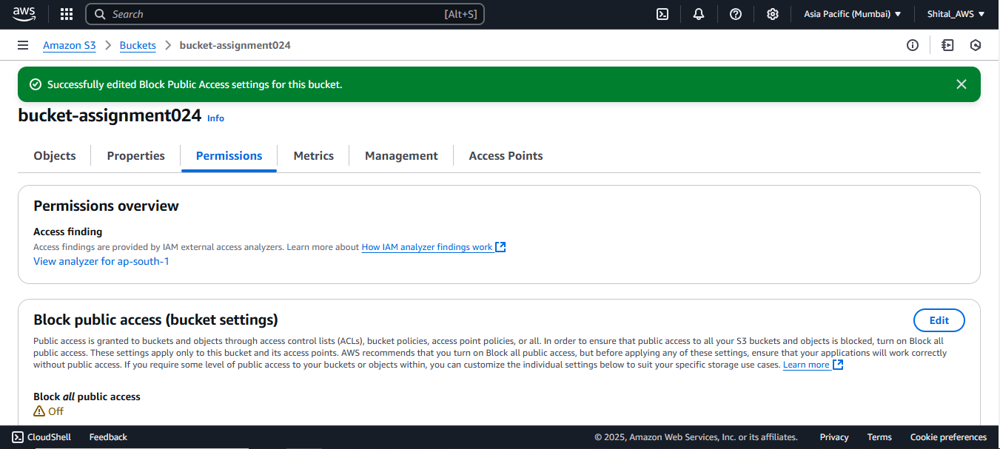 aws Search [Alt+S] Asia Pacific (Mumbai) Shital_AWS
Amazon S3 Buckets bucket-assignment024
Successfully edited Block Public Access settings for this bucket.
bucket-assignment024 Info
Objects Properties Permissions Metrics Management Access Points
Permissions overview
Access finding
Access findings are provided by IAM external access analyzers. Learn more about How IAM analyzer findings work
View analyzer for ap-south-1
Block public access (bucket settings) Edit
Public access is granted to buckets and objects through access control lists (ACLs), bucket policies, access point policies, or all. In order to ensure that public access to all your S3 buckets and objects is blocked, turn on Block all
public access. These settings apply only to this bucket and its access points. AWS recommends that you turn on Block all public access, but before applying any of these settings, ensure that your applications will work correctly
without public access. If you require some level of public access to your buckets or objects within, you can customize the individual settings below to suit your specific storage use cases. Learn more
Block all public access
Off
CloudShell Feedback © 2025, Amazon Web Services, Inc. or its affiliates. Privacy Terms Cookie preferences